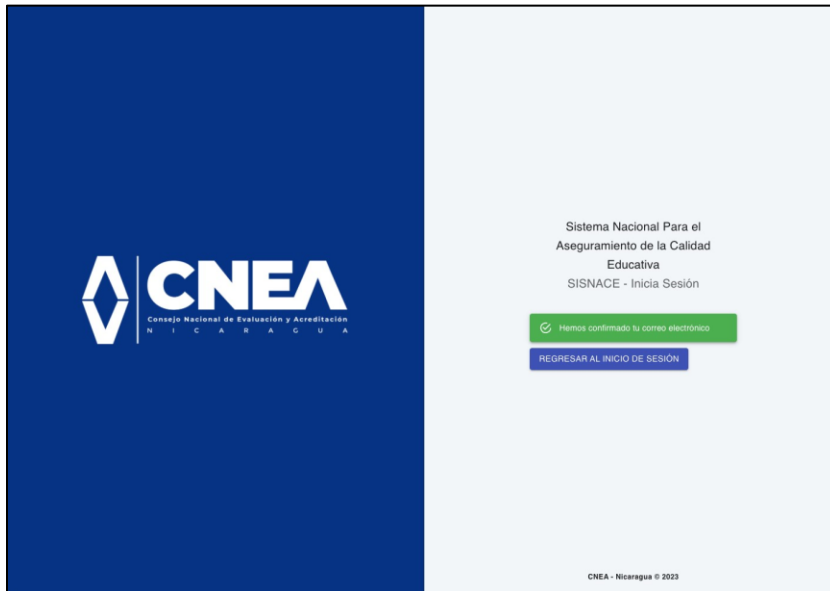 CNEA
Consejo Nacional de Evaluación y Acreditación
NICARAGUA
Sistema Nacional Para el
Aseguramiento de la Calidad
Educativa
SISNACE - Inicia Sesión
Hemos confirmado tu correo electrónico
REGRESAR AL INICIO DE SESIÓN
CNEA - Nicaragua © 2023